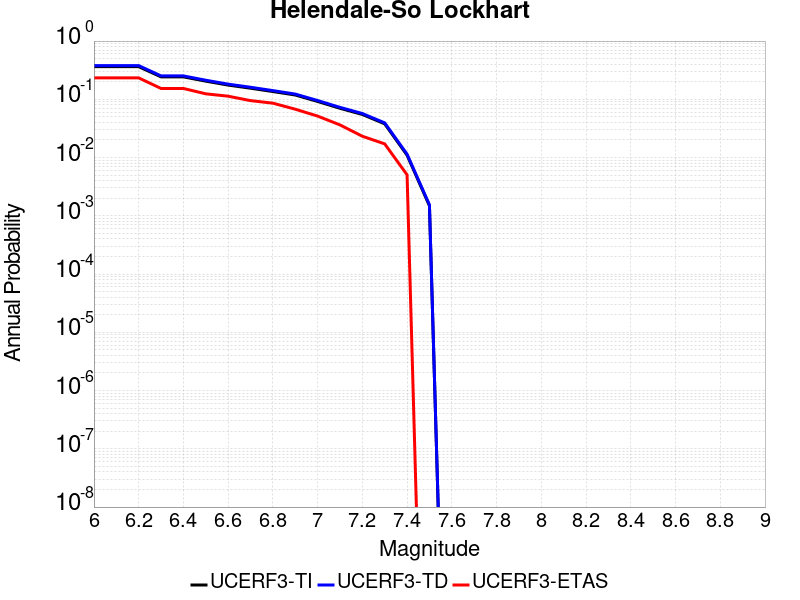 Helendale-So Lockhart
10^0
10^-1
10^-2
10^-3
10^-4
10^-5
10^-6
10^-7
10^-8
Annual Probability
6 6.2 6.4 6.6 6.8 7 7.2 7.4 7.6 7.8 8 8.2 8.4 8.6 8.8 9
Magnitude
UCERF3-TI UCERF3-TD UCERF3-ETAS